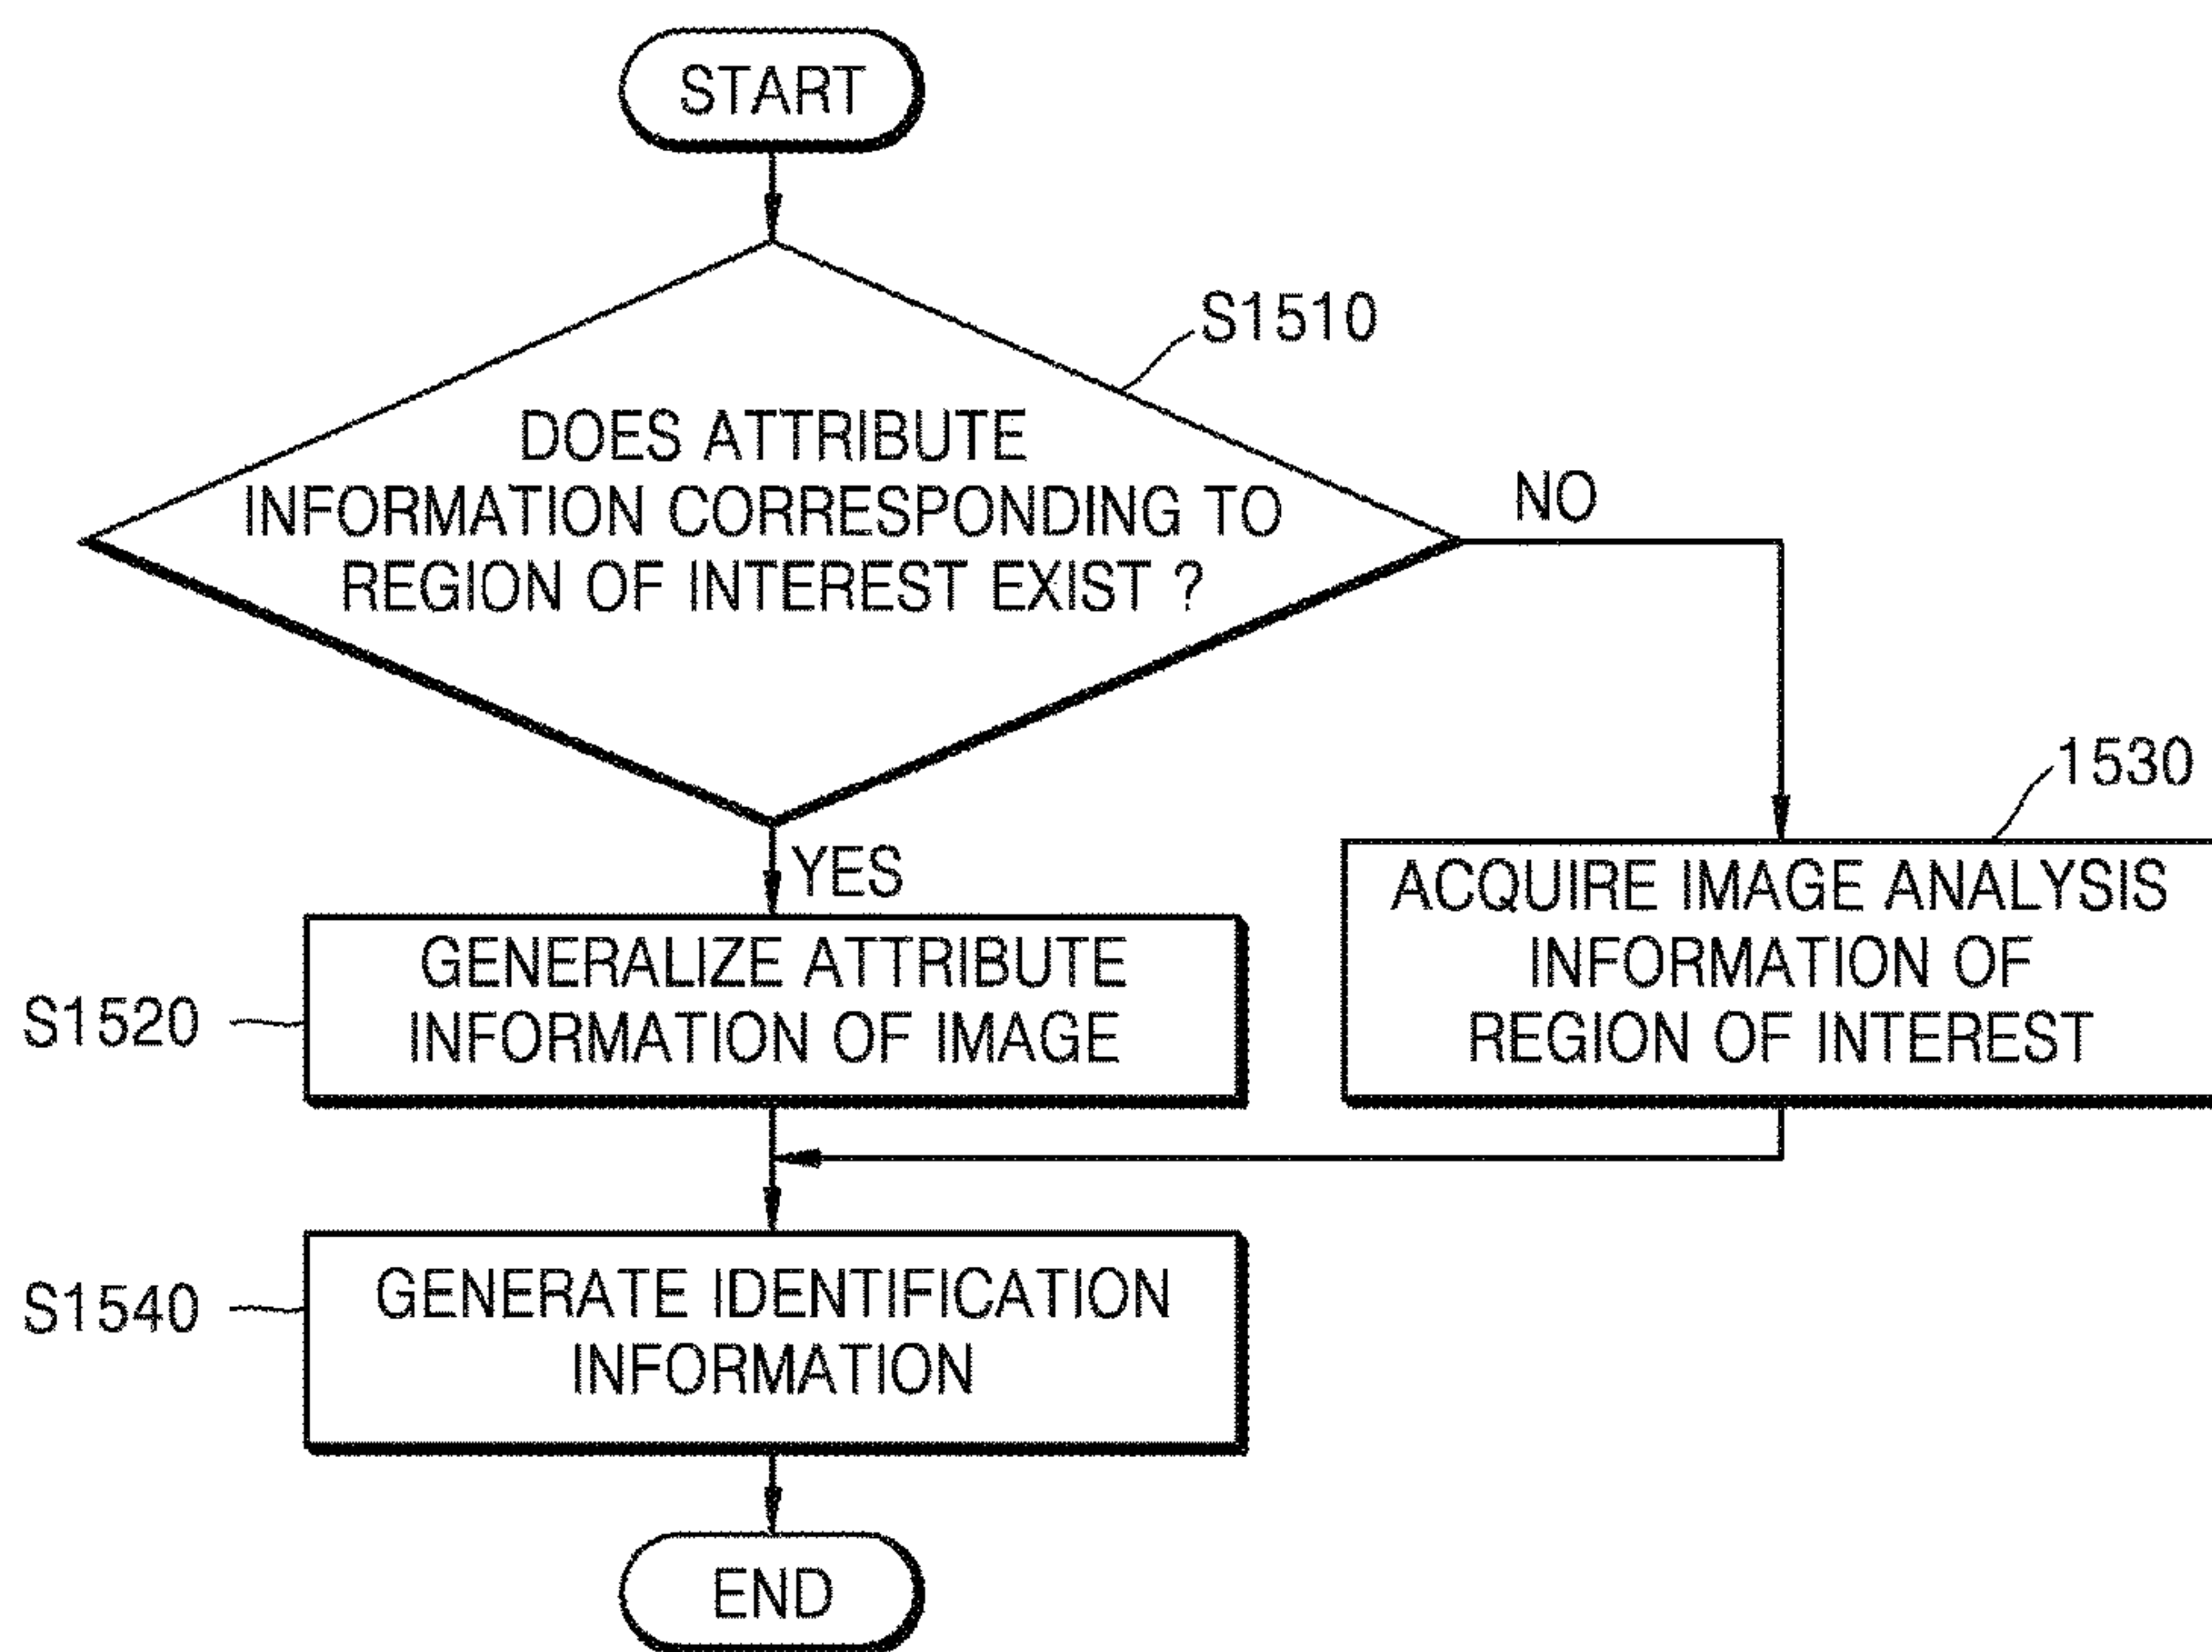 START
S1510
DOES ATTRIBUTE
INFORMATION CORRESPONDING TO
REGION OF INTEREST EXIST ?
NO
YES
1530
ACQUIRE IMAGE ANALYSIS
INFORMATION OF
REGION OF INTEREST
S1520
GENERALIZE ATTRIBUTE
INFORMATION OF IMAGE
S1540
GENERATE IDENTIFICATION
INFORMATION
END